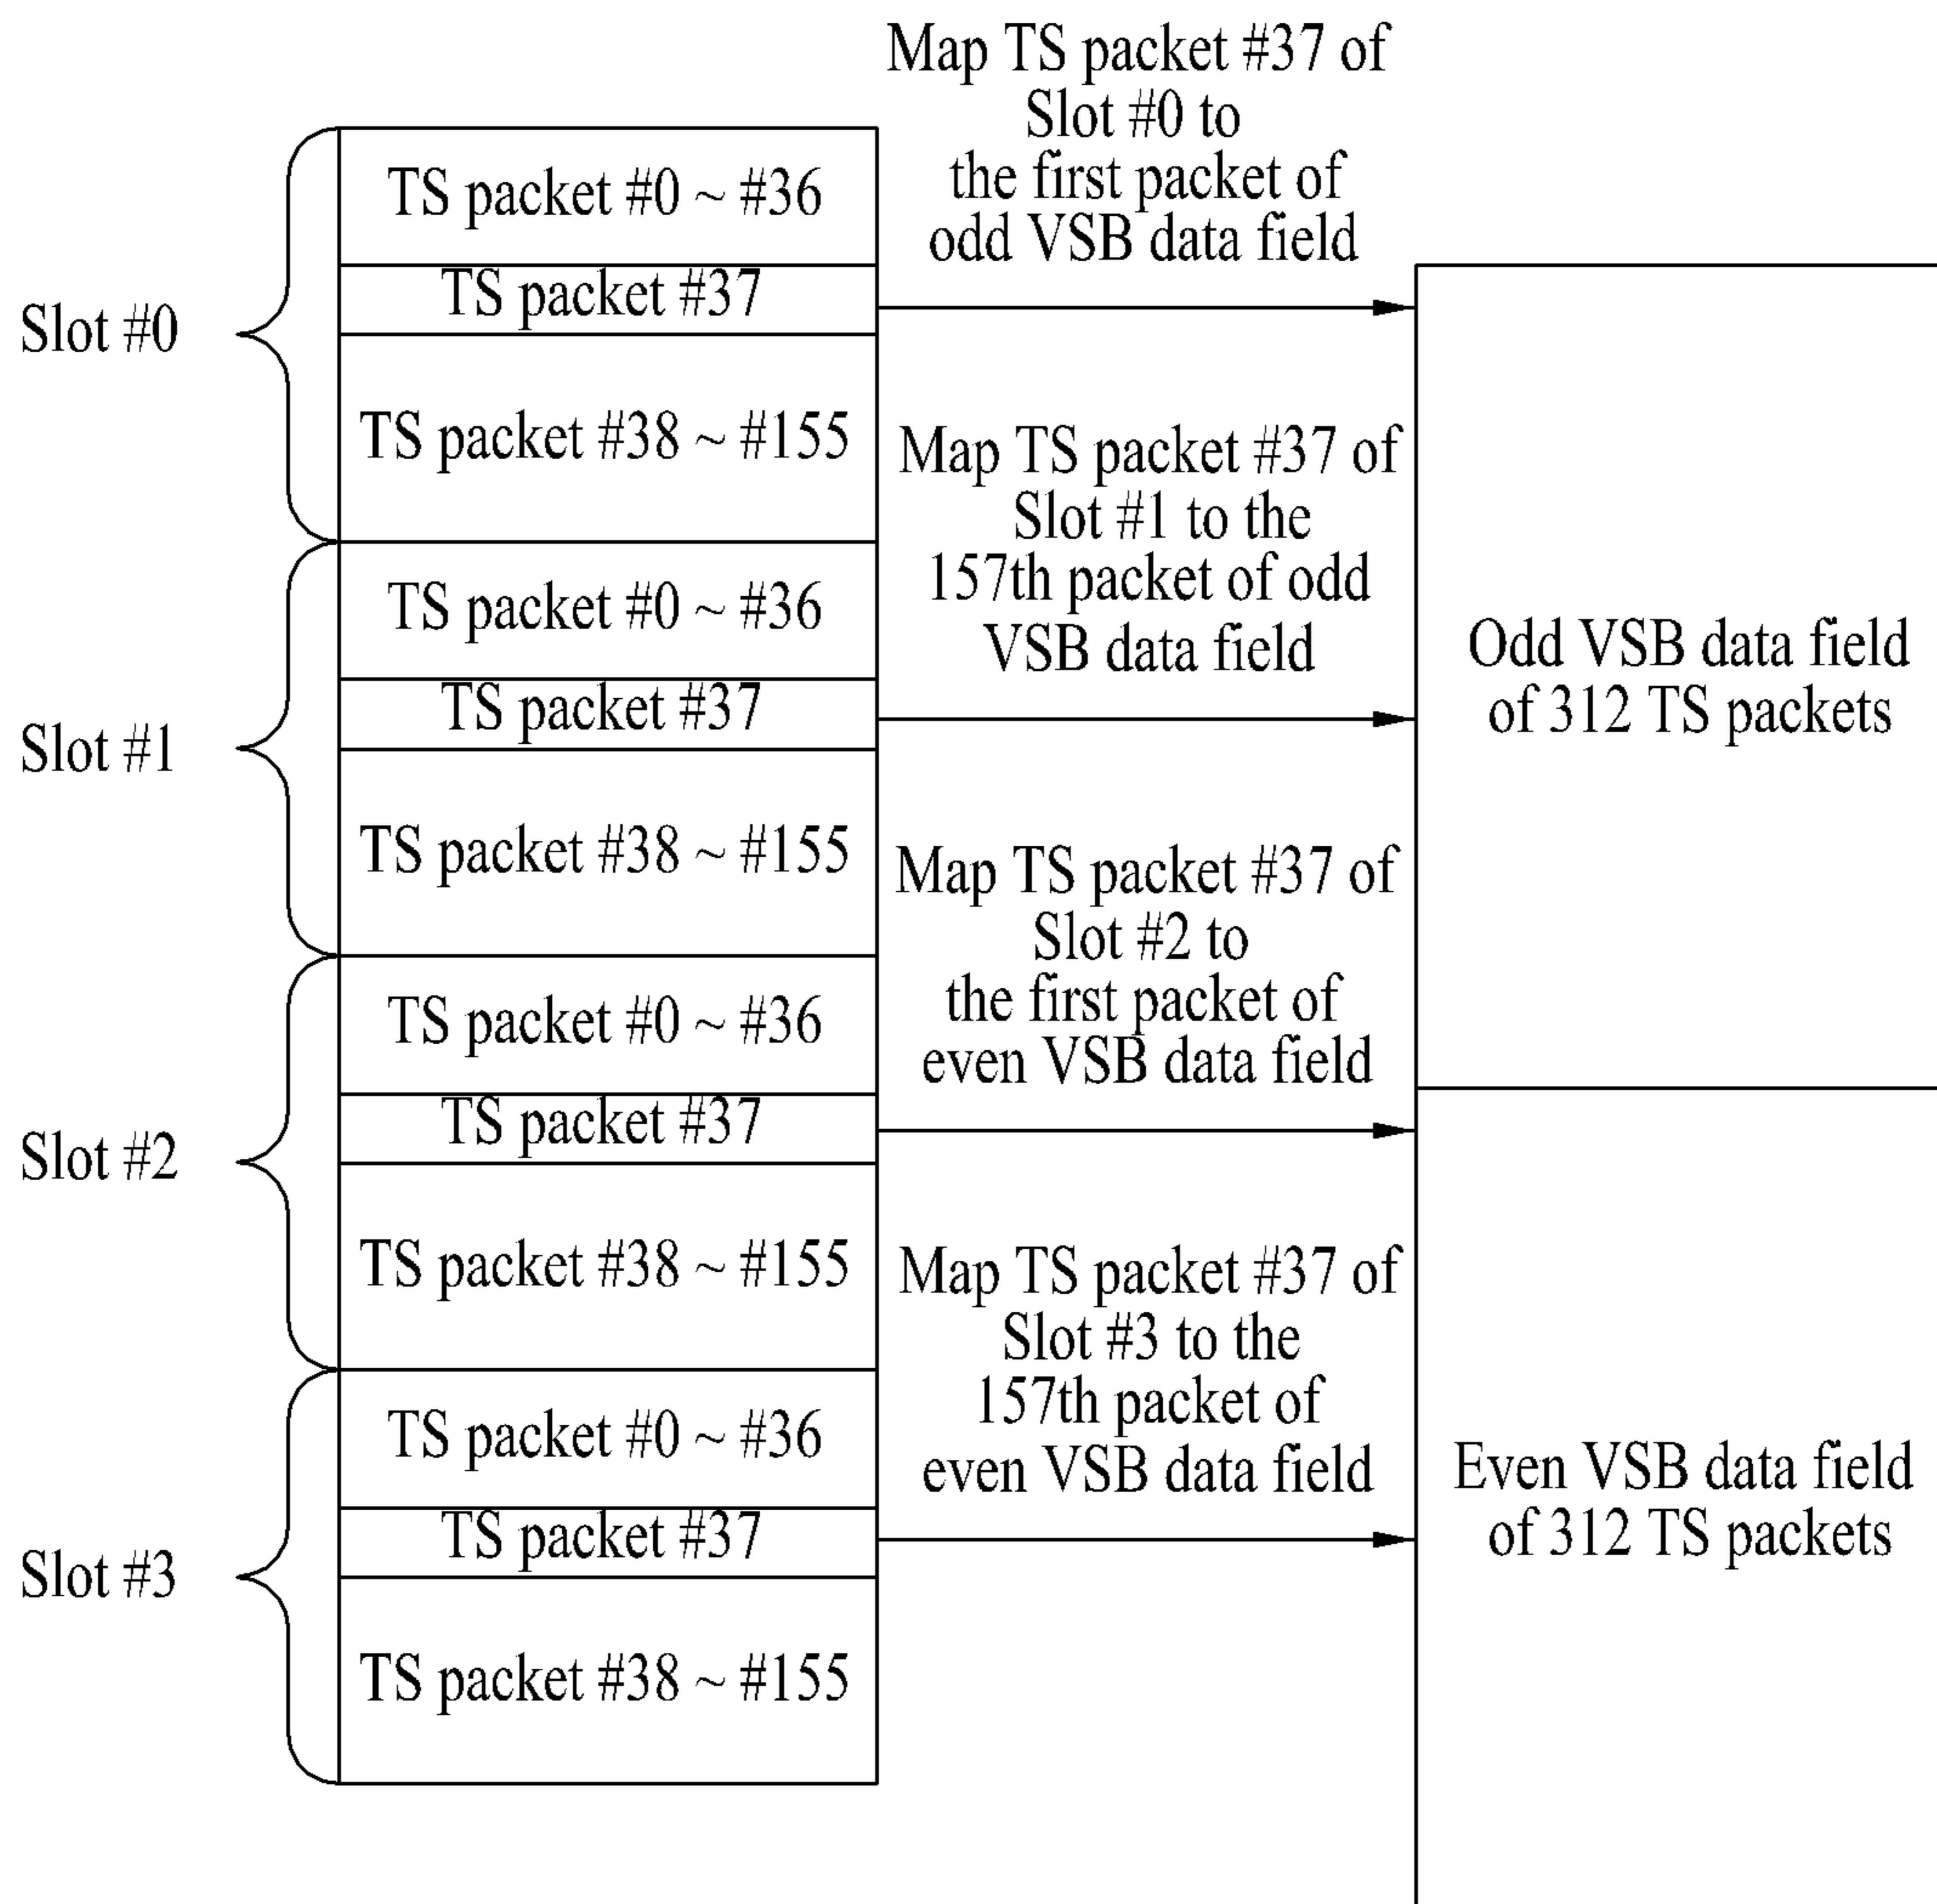 Slot #0
TS packet #0 ~ #36
TS packet #37
TS packet #38 ~ #155
Slot #1
TS packet #0 ~ #36
TS packet #37
TS packet #38 ~ #155
Slot #2
TS packet #0 ~ #36
TS packet #37
TS packet #38 ~ #155
Slot #3
TS packet #0 ~ #36
TS packet #37
TS packet #38 ~ #155
Map TS packet #37 of
Slot #0 to
the first packet of
odd VSB data field
Map TS packet #37 of
Slot #1 to the
157th packet of odd
VSB data field
Map TS packet #37 of
Slot #2 to
the first packet of
even VSB data field
Map TS packet #37 of
Slot #3 to the
157th packet of
even VSB data field
Odd VSB data field
of 312 TS packets
Even VSB data field
of 312 TS packets